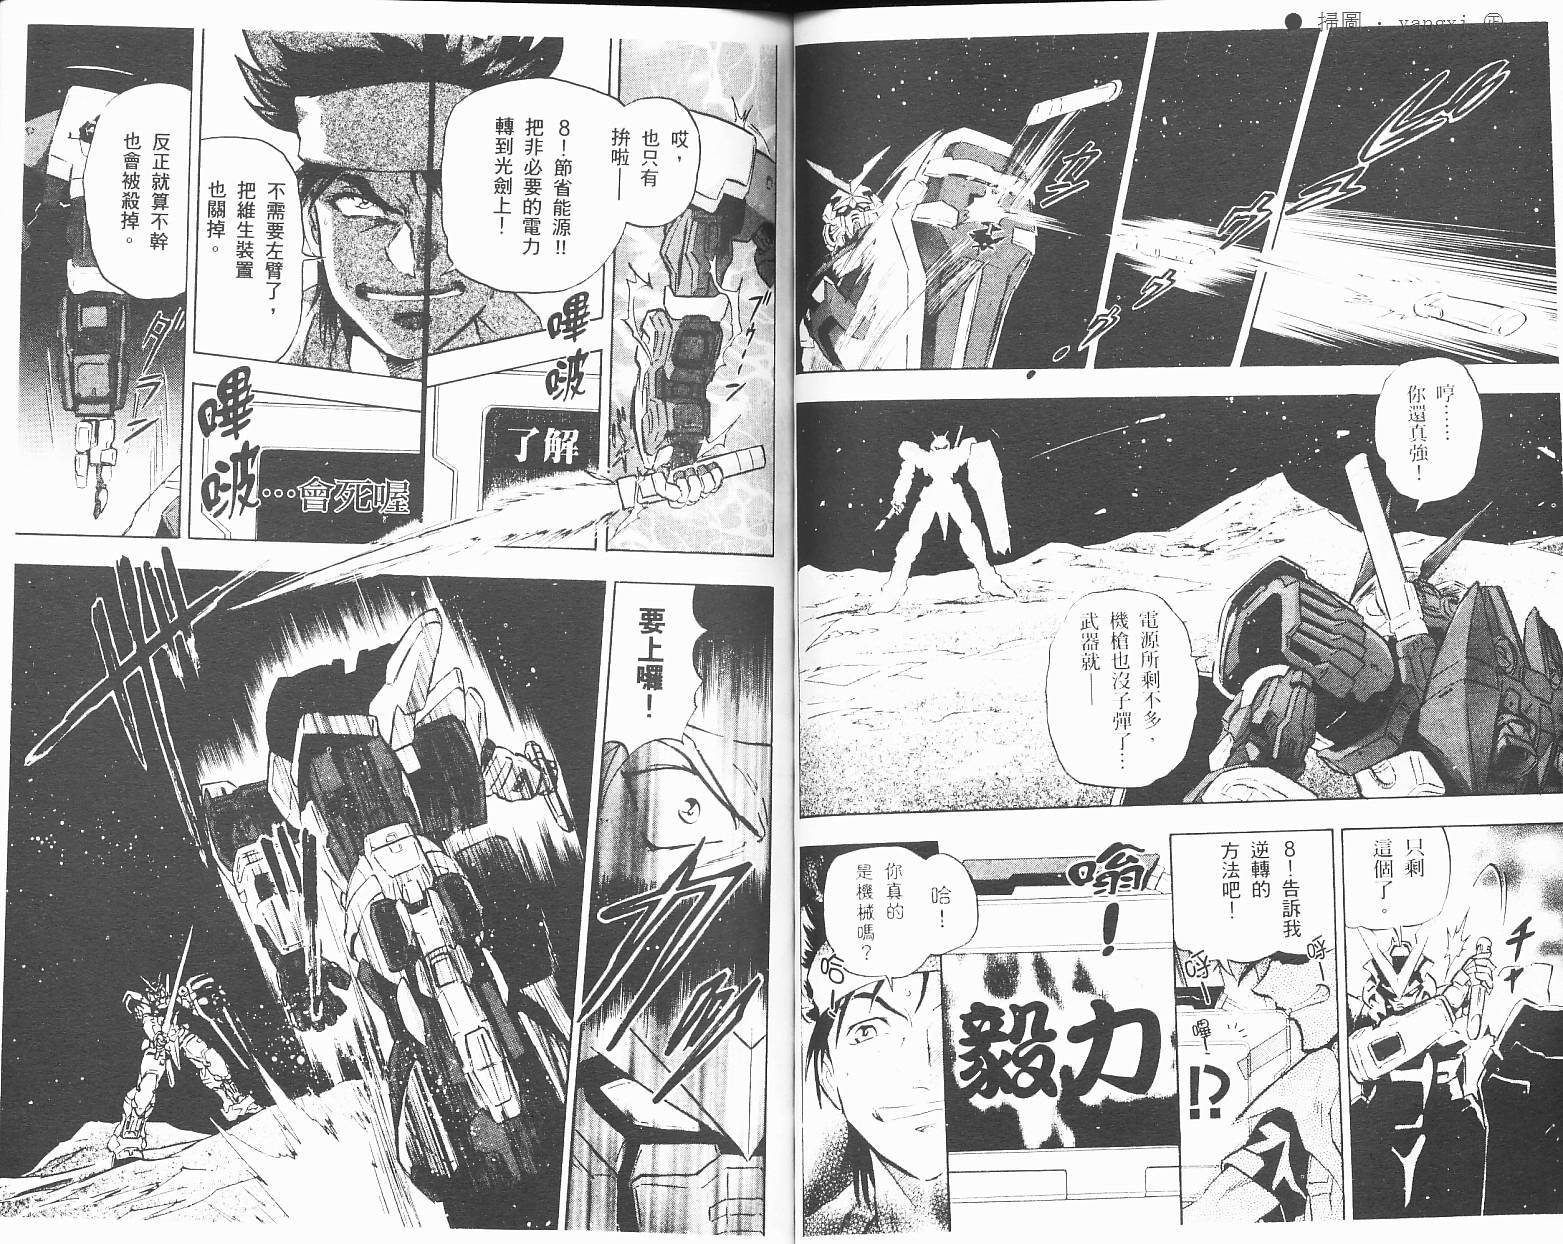 ● 掃圖 · yangxj ㊣
哼……
你還真強！
電源所剩不多、
機槍也沒子彈了…
武器就——
只剩
這個了。
8！告訴我
逆轉的
方法吧！
嗶
!?
嗡！
毅力
哈！
你真的
是機械嗎？
哈
哎，
也只有
拚啦——
8！節省能源!!
把非必要的電力
轉到光劍上！
嗶
啵
了解
不需要左臂了，
把維生裝置
也關掉。
嗶
啵
…會死喔
反正就算不幹
也會被殺掉。
要上囉！